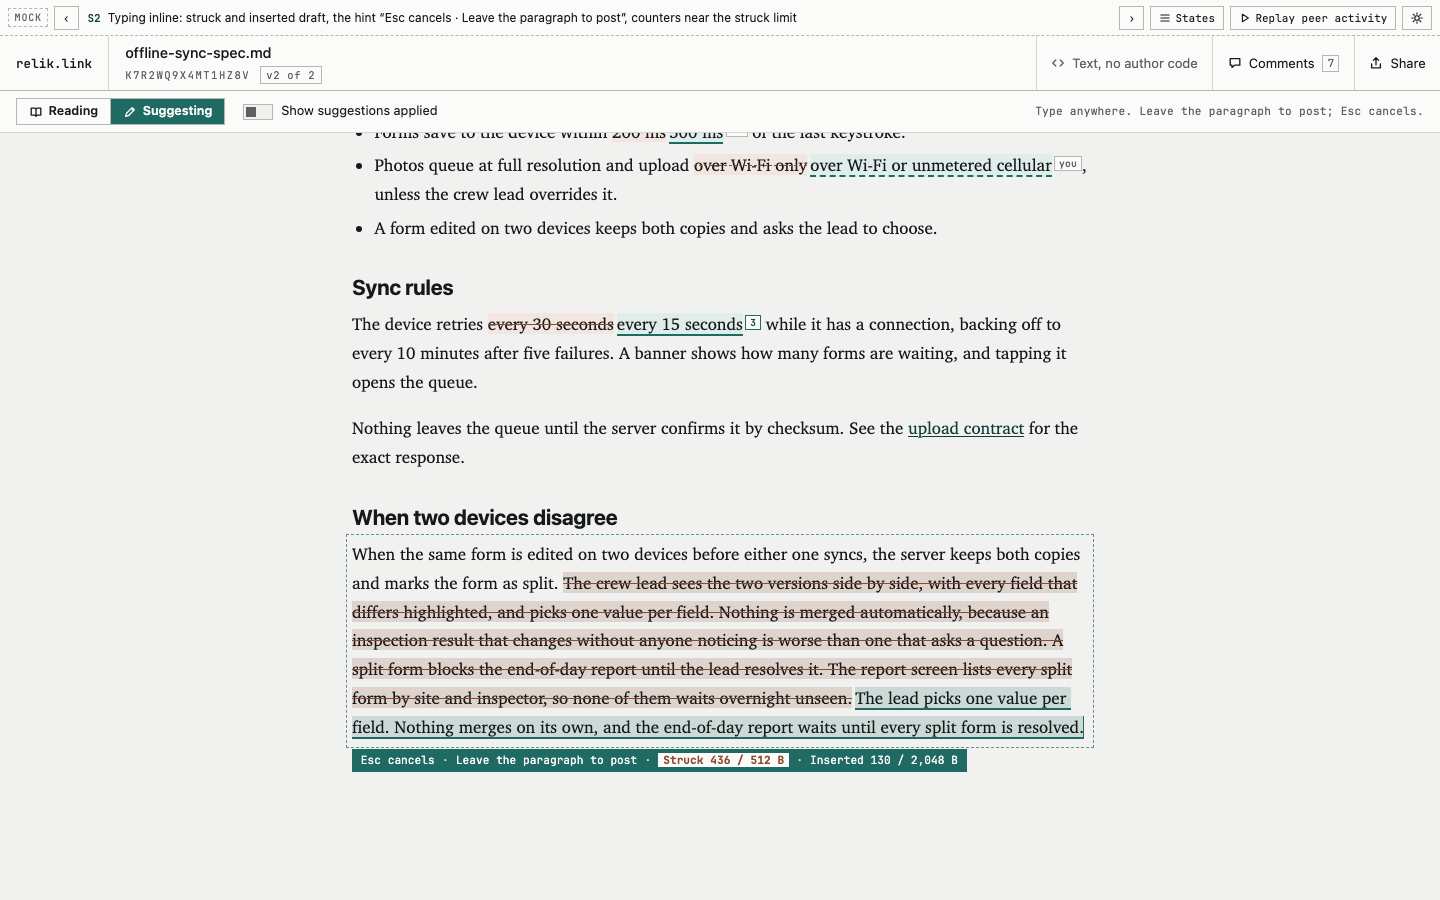 MOCK ‹ S2 Typing inline: struck and inserted draft, the hint “Esc cancels · Leave the paragraph to post”, counters near the struck limit › States Replay peer activity
relik.link
offline-sync-spec.md
K7R2WQ9X4MT1HZ8V v2 of 2
Text, no author code Comments 7 Share
Reading Suggesting Show suggestions applied Type anywhere. Leave the paragraph to post; Esc cancels.
Forms save to the device within 200 ms 500 ms of the last keystroke.
• Photos queue at full resolution and upload over Wi-Fi only over Wi-Fi or unmetered cellular you,
unless the crew lead overrides it.
• A form edited on two devices keeps both copies and asks the lead to choose.
Sync rules
The device retries every 30 seconds every 15 seconds 3 while it has a connection, backing off to
every 10 minutes after five failures. A banner shows how many forms are waiting, and tapping it
opens the queue.
Nothing leaves the queue until the server confirms it by checksum. See the upload contract for the
exact response.
When two devices disagree
When the same form is edited on two devices before either one syncs, the server keeps both copies
and marks the form as split. The crew lead sees the two versions side by side, with every field that
differs highlighted, and picks one value per field. Nothing is merged automatically, because an
inspection result that changes without anyone noticing is worse than one that asks a question. A
split form blocks the end-of-day report until the lead resolves it. The report screen lists every split
form by site and inspector, so none of them waits overnight unseen. The lead picks one value per
field. Nothing merges on its own, and the end-of-day report waits until every split form is resolved.
Esc cancels · Leave the paragraph to post · Struck 436 / 512 B · Inserted 130 / 2,048 B